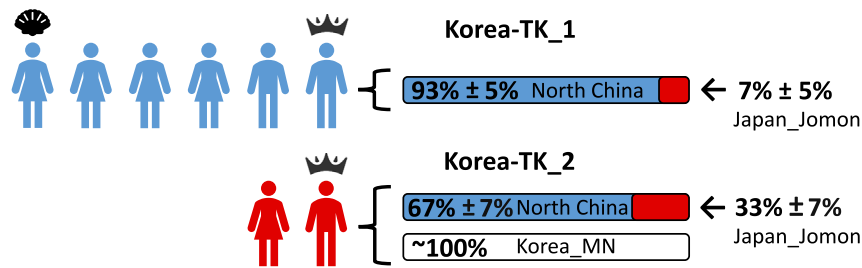 Korea-TK_1
93% ± 5% North China
7% ± 5%
Japan_Jomon
Korea-TK_2
67% ± 7% North China
33% ± 7%
Japan_Jomon
~100% Korea_MN